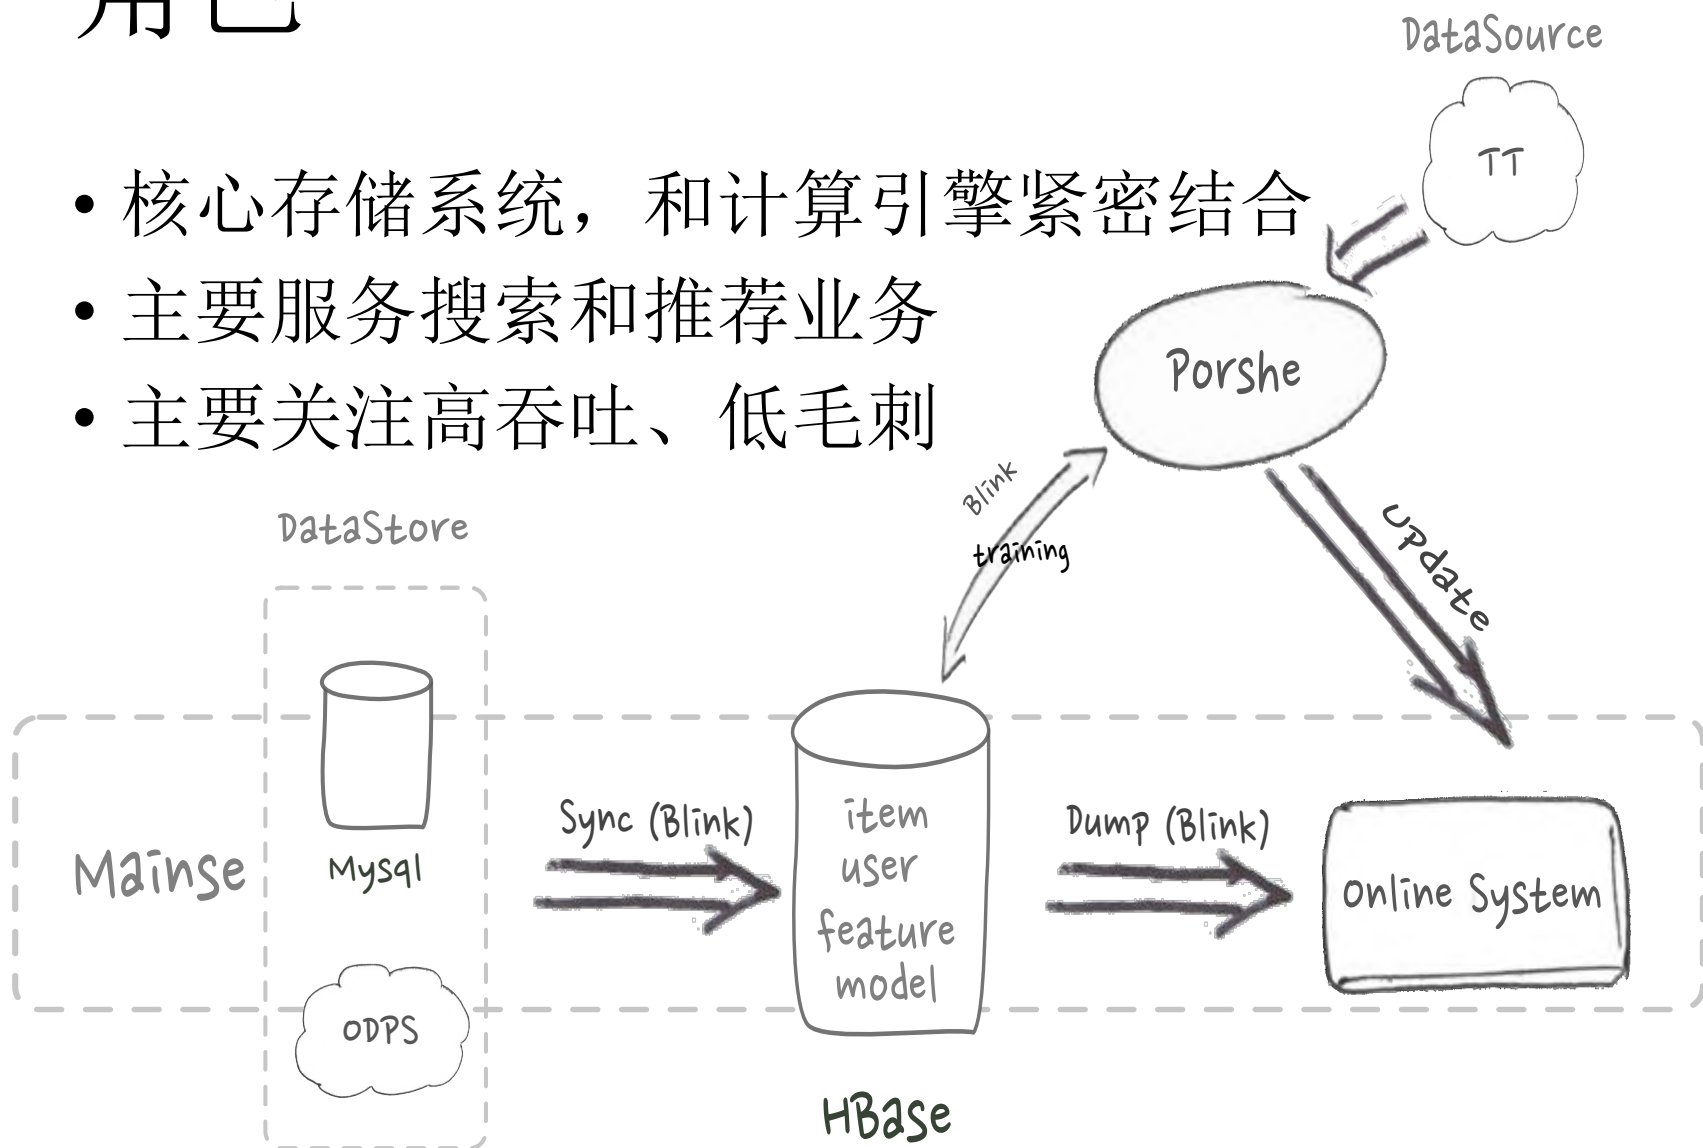 角色
DataSource
TT
• 核心存储系统，和计算引擎紧密结合
• 主要服务搜索和推荐业务
• 主要关注高吞吐、低毛刺
Porshe
Blink
training
Update
DataStore
Mainse
Mysql
ODPS
Sync (Blink)
item
user
feature
model
HBase
Dump (Blink)
Online System